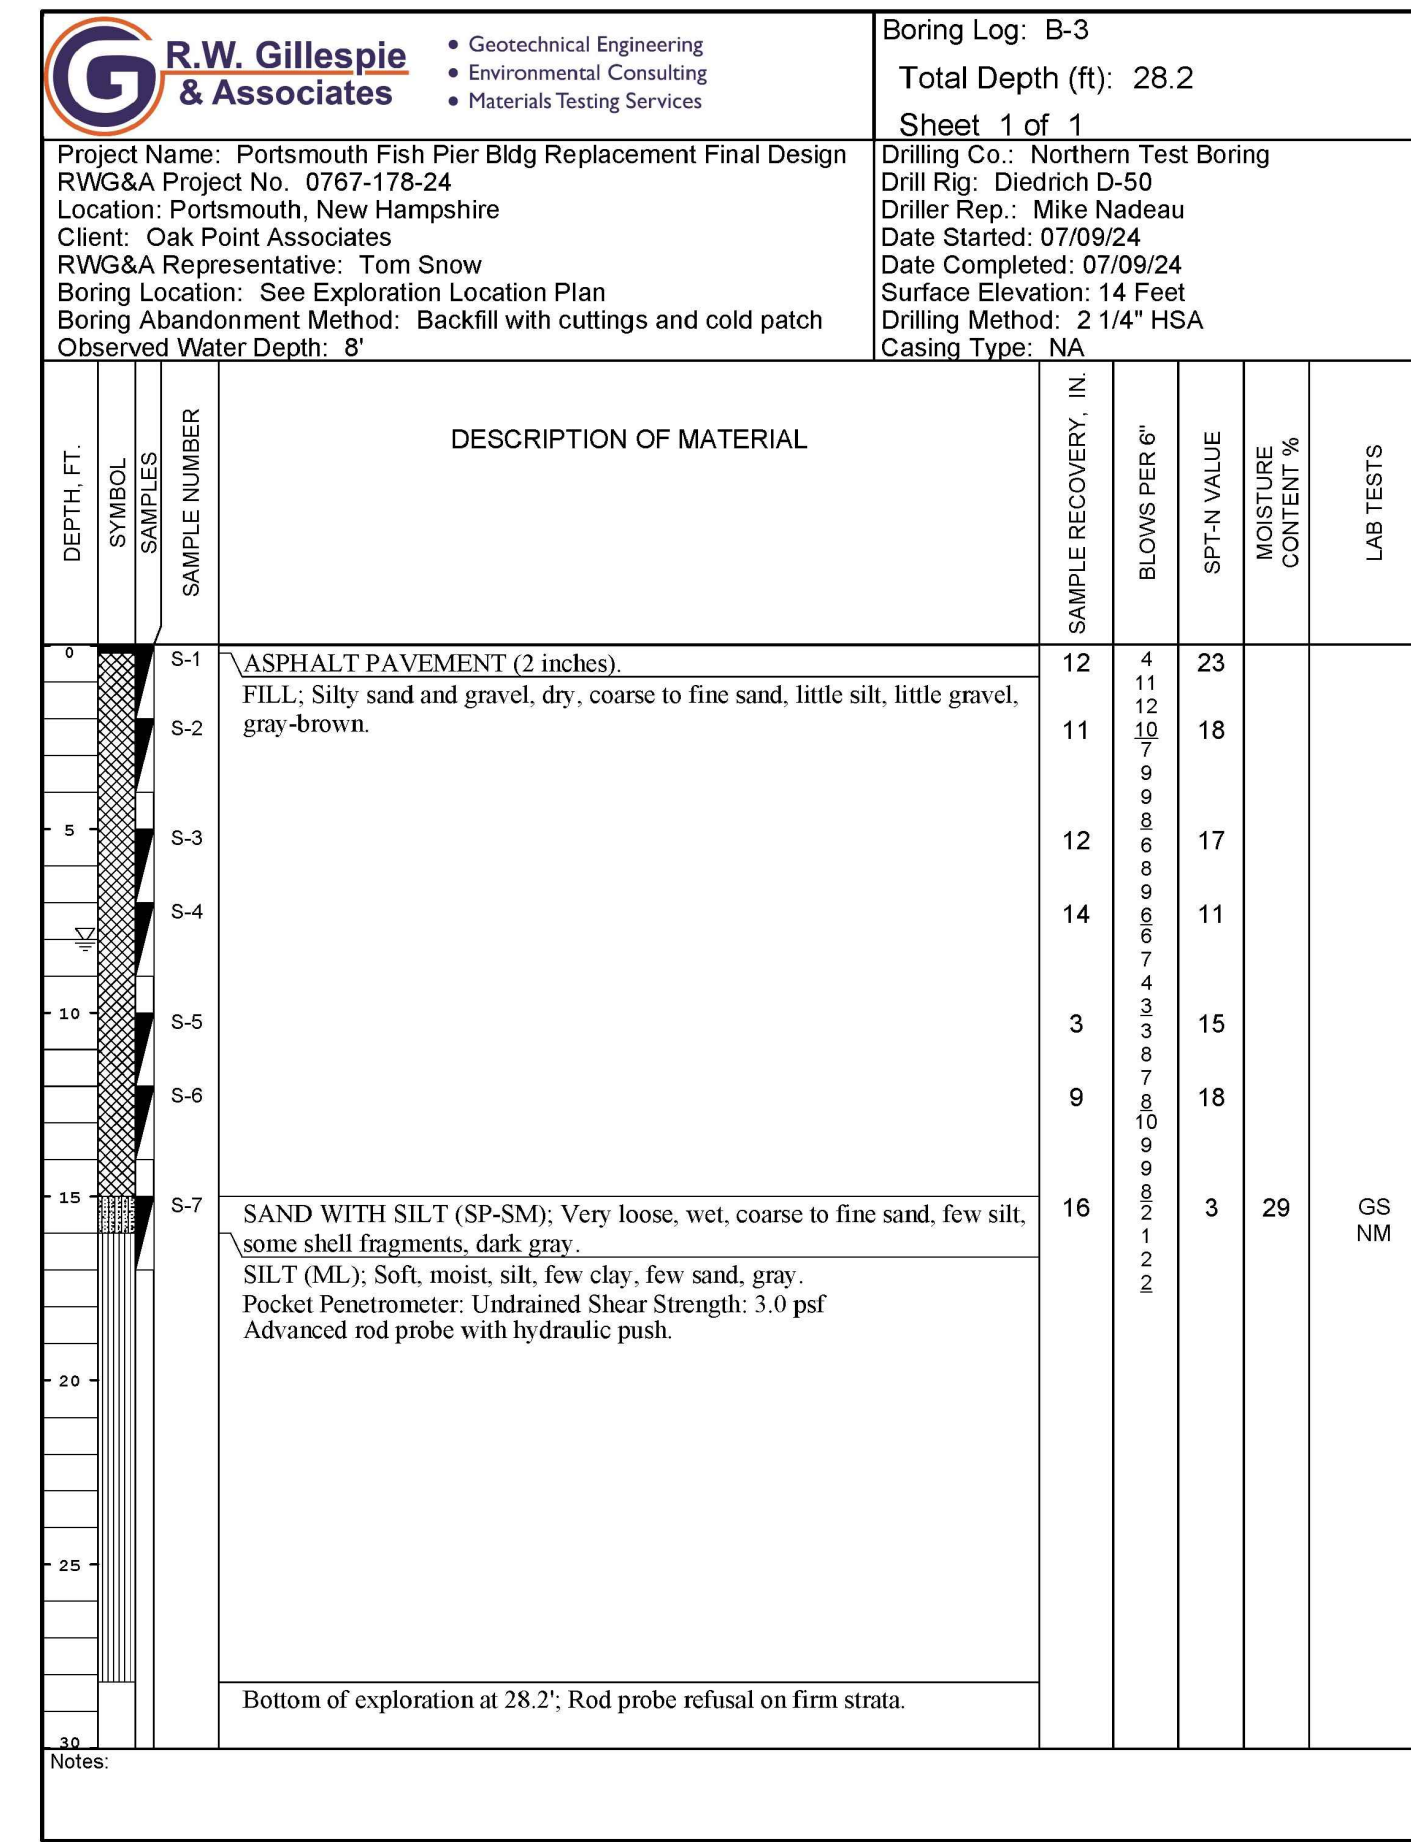 R.W. Gillespie
& Associates
• Geotechnical Engineering
• Environmental Consulting
• Materials Testing Services
Boring Log: B-3
Total Depth (ft): 28.2
Sheet 1 of 1
Project Name: Portsmouth Fish Pier Bldg Replacement Final Design
RWG&A Project No. 0767-178-24
Location: Portsmouth, New Hampshire
Client: Oak Point Associates
RWG&A Representative: Tom Snow
Boring Location: See Exploration Location Plan
Boring Abandonment Method: Backfill with cuttings and cold patch
Observed Water Depth: 8'
Drilling Co.: Northern Test Boring
Drill Rig: Diedrich D-50
Driller Rep.: Mike Nadeau
Date Started: 07/09/24
Date Completed: 07/09/24
Surface Elevation: 14 Feet
Drilling Method: 2 1/4" HSA
Casing Type: NA
DEPTH, FT.
SYMBOL
SAMPLES
SAMPLE NUMBER
DESCRIPTION OF MATERIAL
SAMPLE RECOVERY, IN.
BLOWS PER 6"
SPT-N VALUE
MOISTURE
CONTENT %
LAB TESTS
0 S-1 ASPHALT PAVEMENT (2 inches). 12 4 23
11
FILL; Silty sand and gravel, dry, coarse to fine sand, little silt, little gravel,
12
S-2 gray-brown. 11 10 18
7
9
9
8
5 S-3 12 6 17
8
9
S-4 14 6 11
6
7
4
3
10 S-5 3 3 15
8
7
S-6 9 8 18
10
9
9
8
15 S-7 SAND WITH SILT (SP-SM); Very loose, wet, coarse to fine sand, few silt, 16 2 3 29 GS
some shell fragments, dark gray. 1 NM
2
SILT (ML); Soft, moist, silt, few clay, few sand, gray. 2
Pocket Penetrometer: Undrained Shear Strength: 3.0 psf
Advanced rod probe with hydraulic push.
20
25
Bottom of exploration at 28.2'; Rod probe refusal on firm strata.
30
Notes: